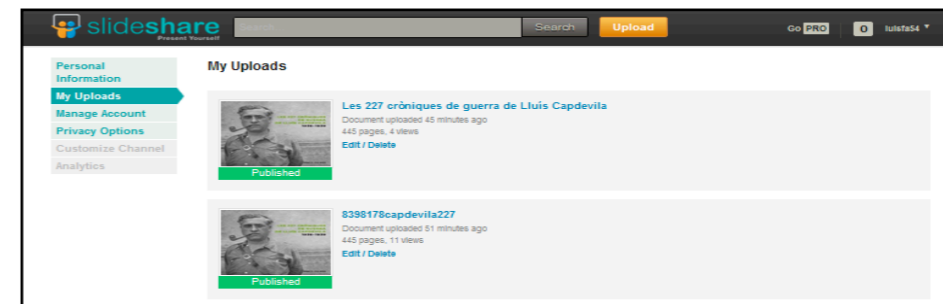 slideshare
Present Yourself
Search
Search
Upload
Go PRO
0
luisfa54
Personal
Information
My Uploads
Manage Account
Privacy Options
Customize Channel
Analytics
My Uploads
Les 227 cròniques de guerra de Lluís Capdevila
Document uploaded 45 minutes ago
445 pages, 4 views
Edit / Delete
Published
8398178capdevila227
Document uploaded 51 minutes ago
445 pages, 11 views
Edit / Delete
Published